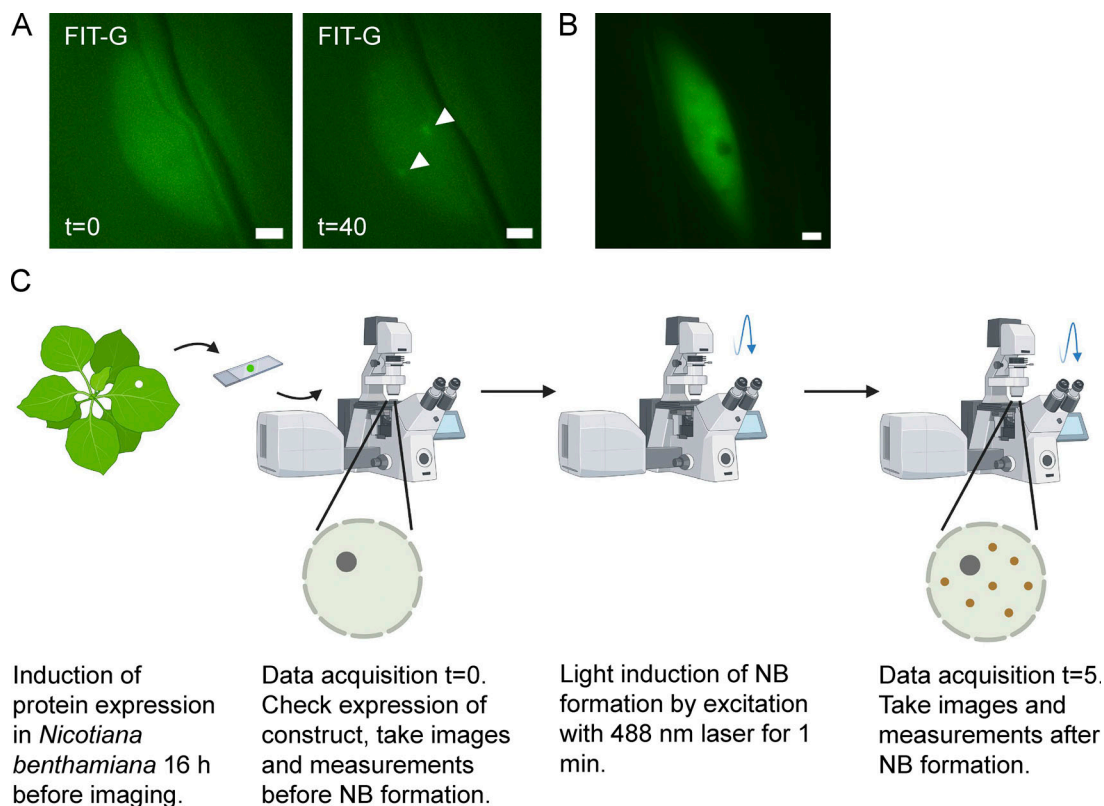 A
FIT-G
t=0
FIT-G
t=40
B
C
Induction of
protein expression
in Nicotiana
benthamiana 16 h
before imaging.
Data acquisition t=0.
Check expression of
construct, take images
and measurements
before NB formation.
Light induction of NB
formation by excitation
with 488 nm laser for 1
min.
Data acquisition t=5.
Take images and
measurements after
NB formation.